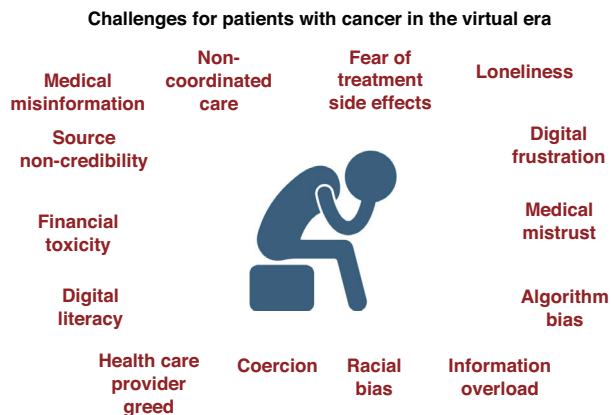 Challenges for patients with cancer in the virtual era
Medical
misinformation
Non-
coordinated
care
Fear of
treatment
side effects
Loneliness
Source
non-credibility
Digital
frustration
Financial
toxicity
Medical
mistrust
Digital
literacy
Algorithm
bias
Health care
provider
greed
Coercion
Racial
bias
Information
overload